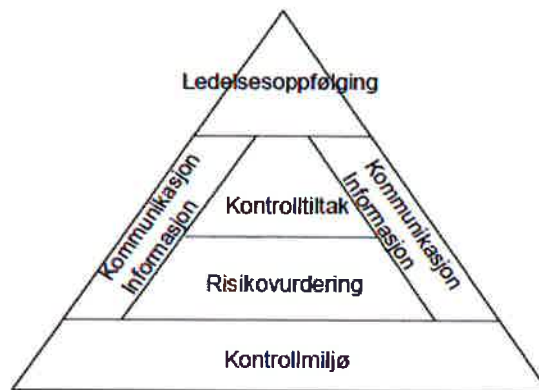 Ledelsesoppfølging
Kommunikasjon
Informasjon
Kommunikasjon
Informasjon
Kontrolltiltak
Risikovurdering
Kontrollmiljø